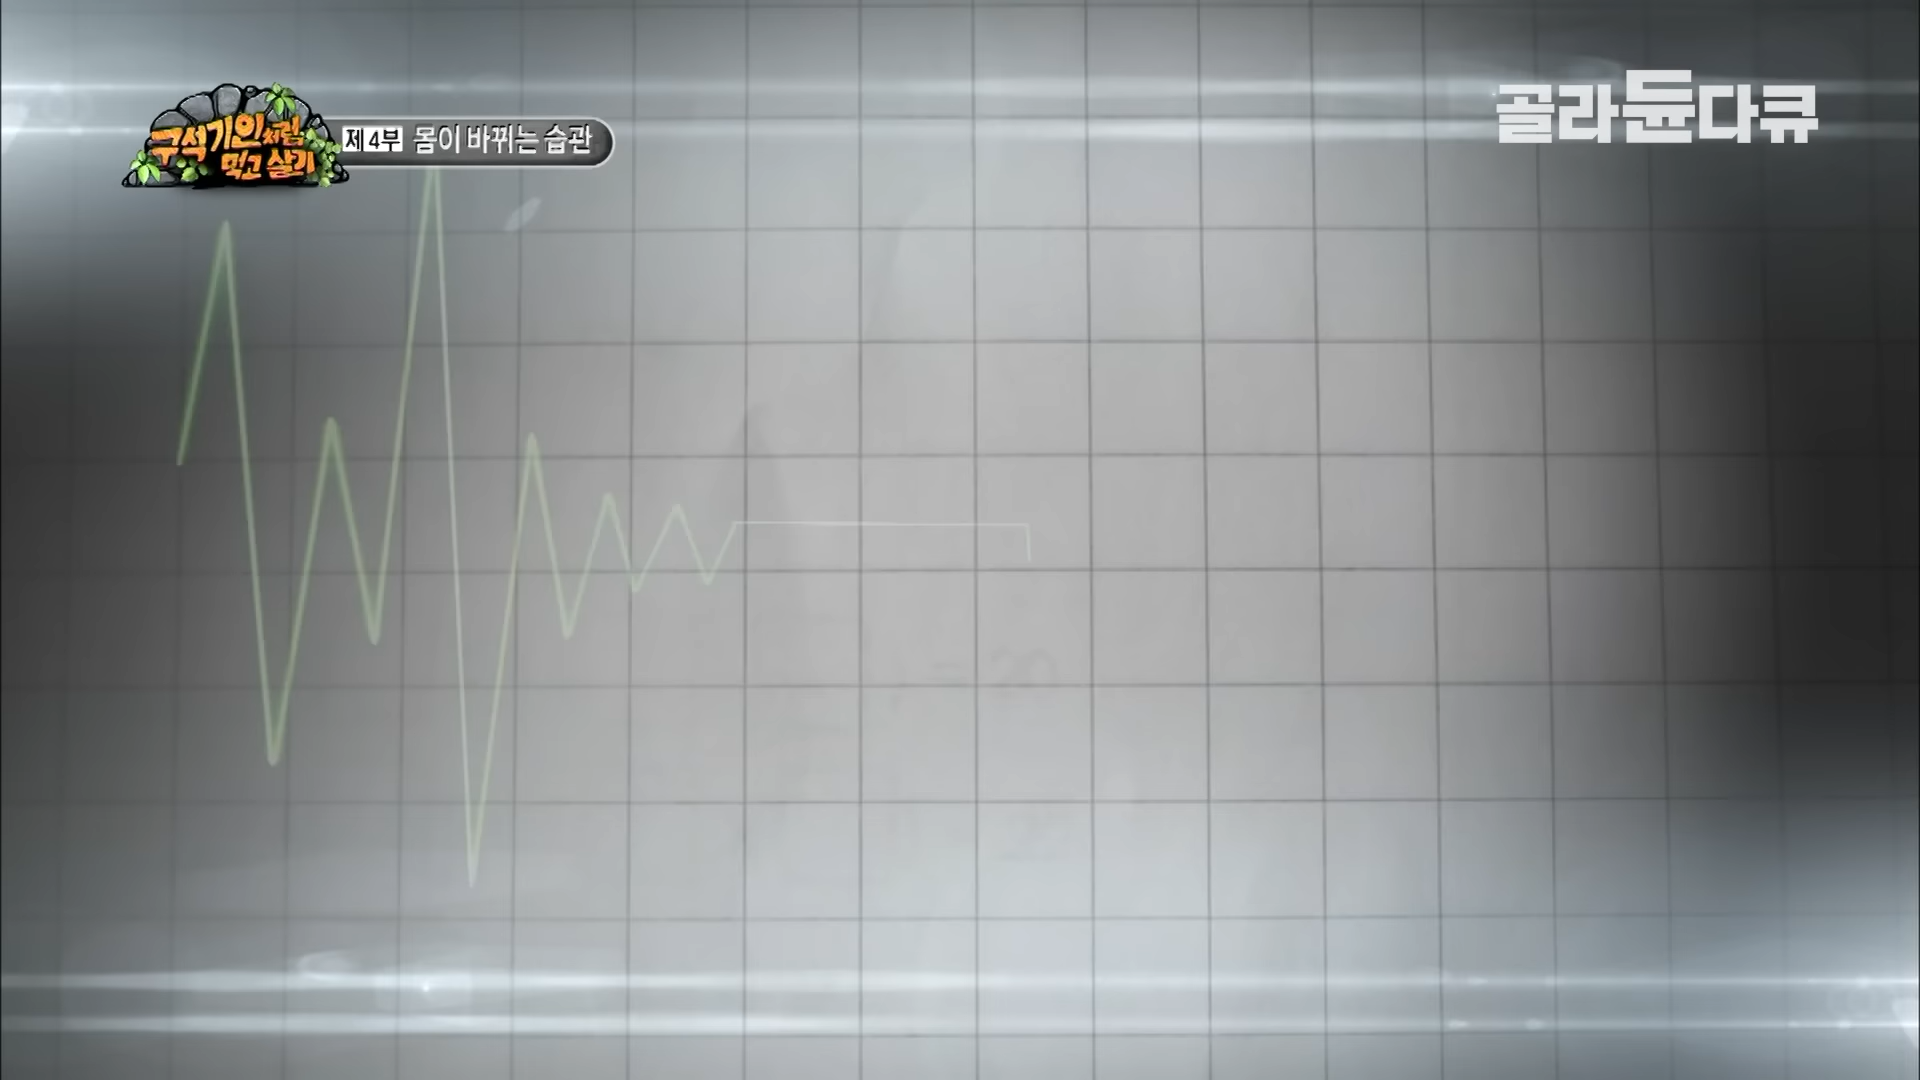 구석기인처럼
먹고 살기
제4부 몸이 바뀌는 습관
골라듄다큐
= 20